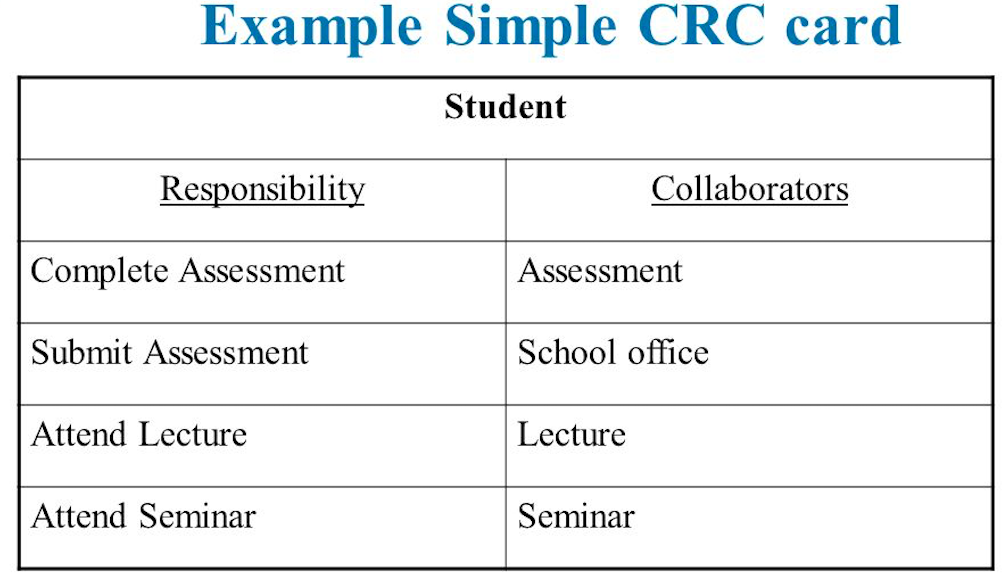 Example Simple CRC card
Student
Responsibility Collaborators
Complete Assessment Assessment
Submit Assessment School office
Attend Lecture Lecture
Attend Seminar Seminar